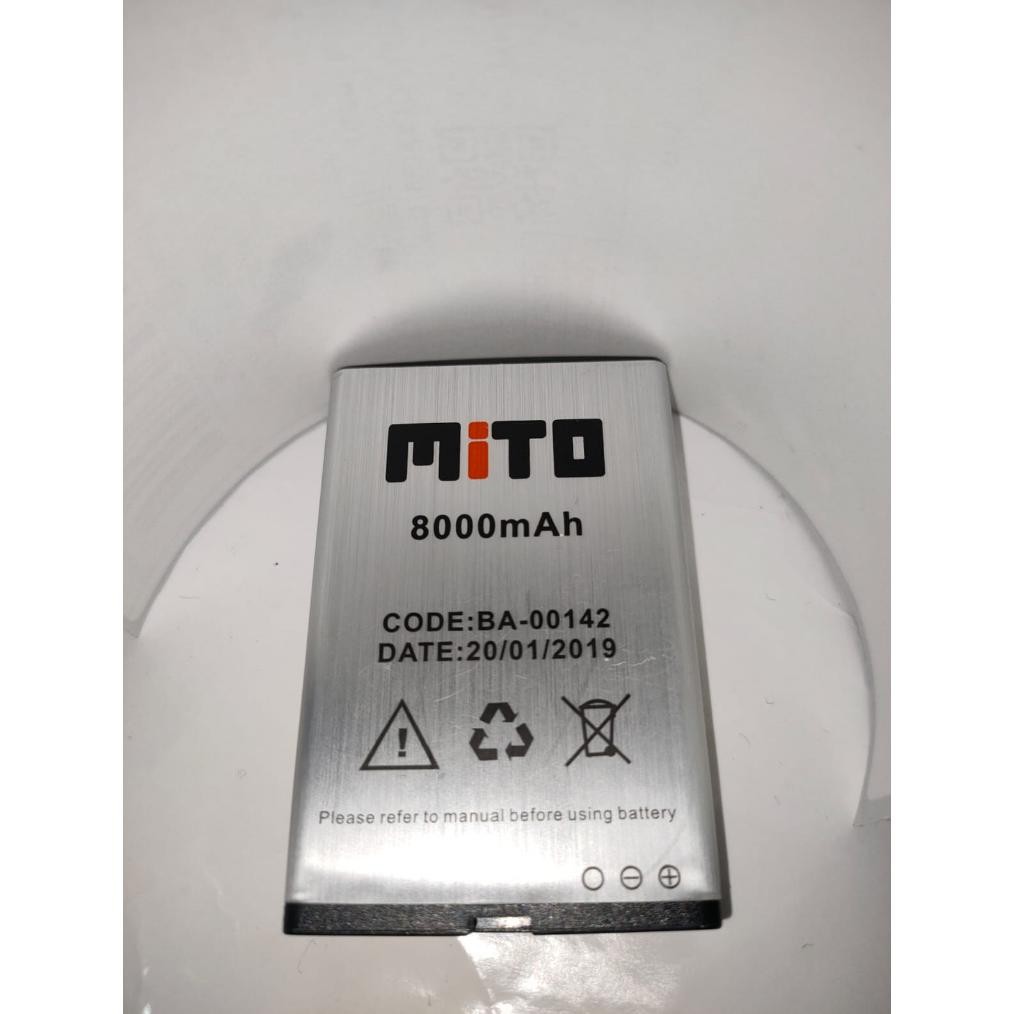 MiTO
8000mAh
CODE:BA-00142
DATE:20/01/2019
!
Please refer to manual before using battery